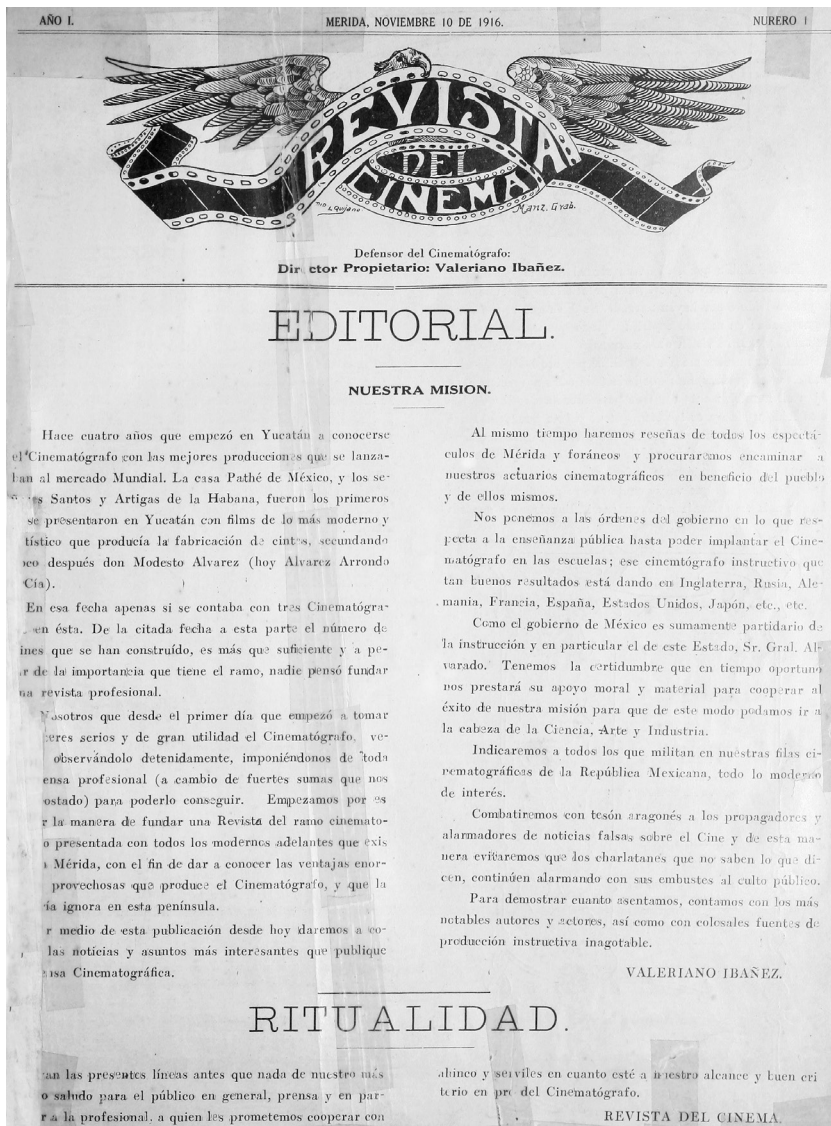 AÑO I.
MERIDA, NOVIEMBRE 10 DE 1916.
NURERO 1
REVISTA
DEL
CINEMA
L Quijano
Manz. Grab.
Defensor del Cinematógrafo:
Director Propietario: Valeriano Ibañez.
EDITORIAL.
NUESTRA MISION.
Hace cuatro años que empezó en Yucatán a conocerse
el Cinematógrafo con las mejores producciones que se lanza-
ban al mercado Mundial. La casa Pathé de México, y los se-
Santos y Artigas de la Habana, fueron los primeros
se presentaron en Yucatán con films de lo más moderno y
tístico que producía la fabricación de cintas, secundando
oco después don Modesto Alvarez (hoy Alvarez Arrondo
Cía).
En esa fecha apenas si se contaba con tres Cinematógra-
en ésta. De la citada fecha a esta parte el número de
ines que se han construído, es más que suficiente y a pe-
ar de la importancia que tiene el ramo, nadie pensó fundar
na revista profesional.
Nosotros que desde el primer día que empezó a tomar
eres serios y de gran utilidad el Cinematógrafo, ve-
observándolo detenidamente, imponiéndonos de toda
ensa profesional (a cambio de fuertes sumas que nos
ostado) para poderlo conseguir. Empezamos por es
r la manera de fundar una Revista del ramo cinemato-
o presentada con todos los modernos adelantes que exis
Mérida, con el fin de dar a conocer las ventajas enor-
provechosas que produce el Cinematógrafo, y que la
ía ignora en esta península.
r medio de esta publicación desde hoy daremos a co-
las noticias y asuntos más interesantes que publique
nsa Cinematográfica.
Al mismo tiempo haremos reseñas de todos los espectá-
culos de Mérida y foráneos y procuraremos encaminar a
nuestros actuarios cinematográficos en beneficio del pueblo
y de ellos mismos.
Nos ponemos a las órdenes del gobierno en lo que res-
pecta a la enseñanza pública hasta poder implantar el Cine-
matógrafo en las escuelas; ese cinemtógrafo instructivo que
tan buenos resultados está dando en Inglaterra, Rusia, Ale-
mania, Francia, España, Estados Unidos, Japón, etc., etc.
Como el gobierno de México es sumamente partidario de
la instrucción y en particular el de este Estado, Sr. Gral. Al-
varado. Tenemos la certidumbre que en tiempo oportuno
nos prestará su apoyo moral y material para cooperar al
éxito de nuestra misión para que de este modo podamos ir a
la cabeza de la Ciencia, Arte y Industria.
Indicaremos a todos los que militan en nuestras filas ci-
nematográficas de la República Mexicana, todo lo moderno
de interés.
Combatiremos con tesón aragonés a los propagadores y
alarmadores de noticias falsas sobre el Cine y de esta ma-
nera evitaremos que los charlatanes que no saben lo que di-
cen, continúen alarmando con sus embustes al culto público.
Para demostrar cuanto asentamos, contamos con los más
notables autores y actores, así como con colosales fuentes de
producción instructiva inagotable.
VALERIANO IBAÑEZ.
RITUALIDAD.
an las presentes líneas antes que nada de nuestro más
o saludo para el público en general, prensa y en par-
r a la profesional, a quien les prometemos cooperar con
ahinco y serviles en cuanto esté a nuestro alcance y buen cri
terio en pro del Cinematógrafo.
REVISTA DEL CINEMA.